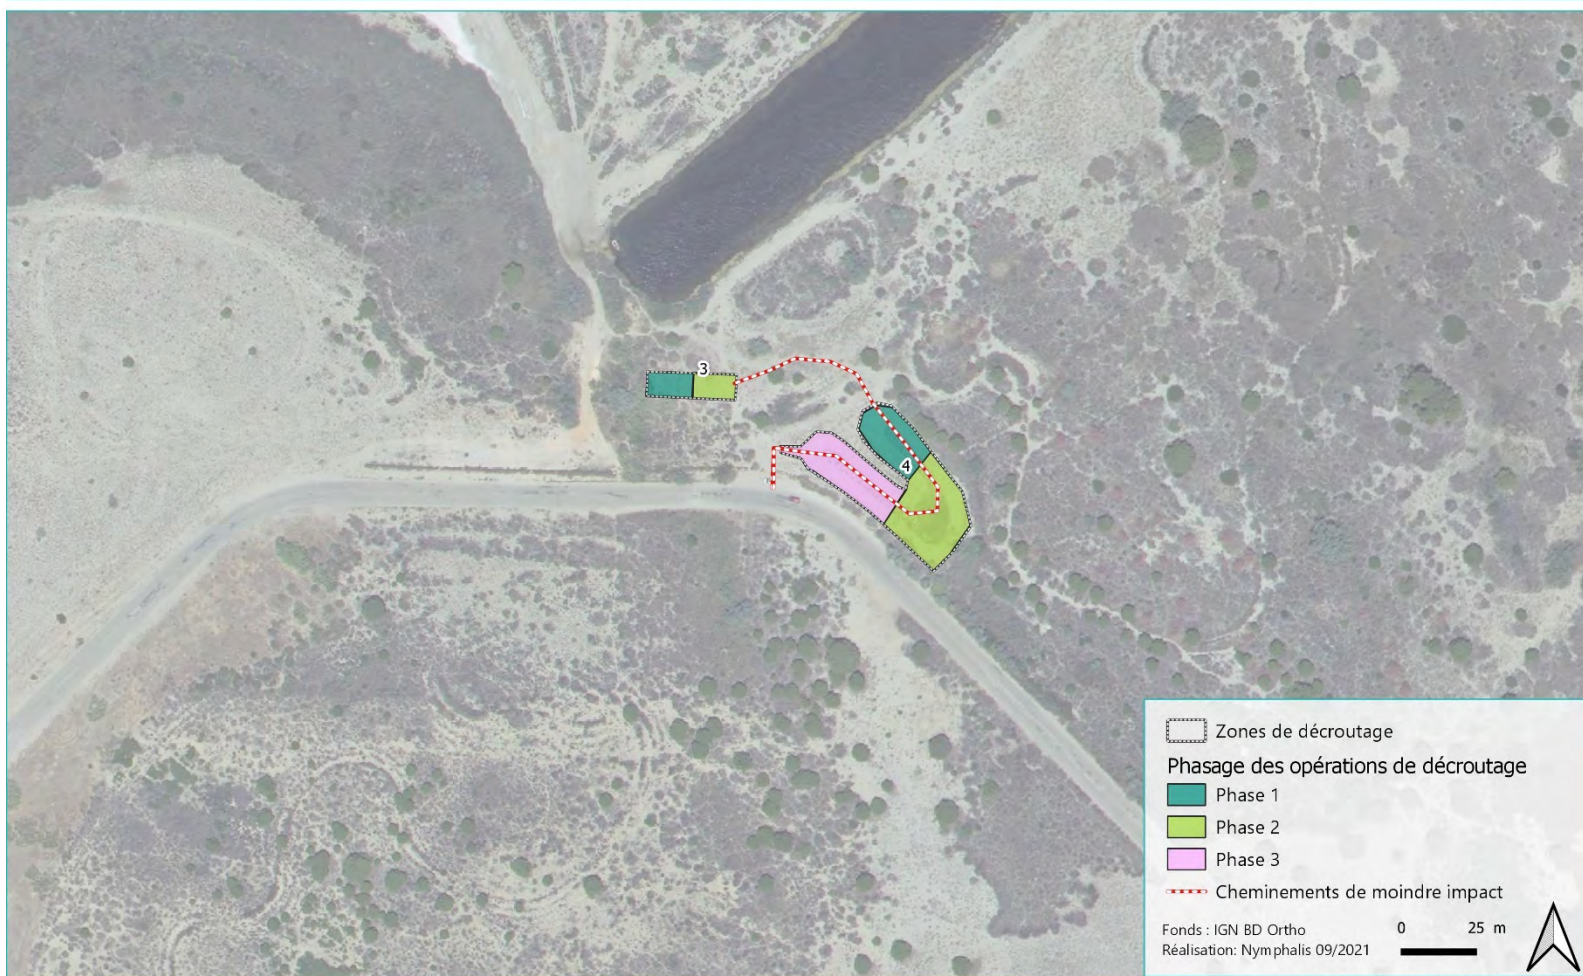 3
4
Zones de décroutage
Phasage des opérations de décroutage
Phase 1
Phase 2
Phase 3
Cheminements de moindre impact
Fonds : IGN BD Ortho
Réalisation: Nymphalis 09/2021
0 25 m